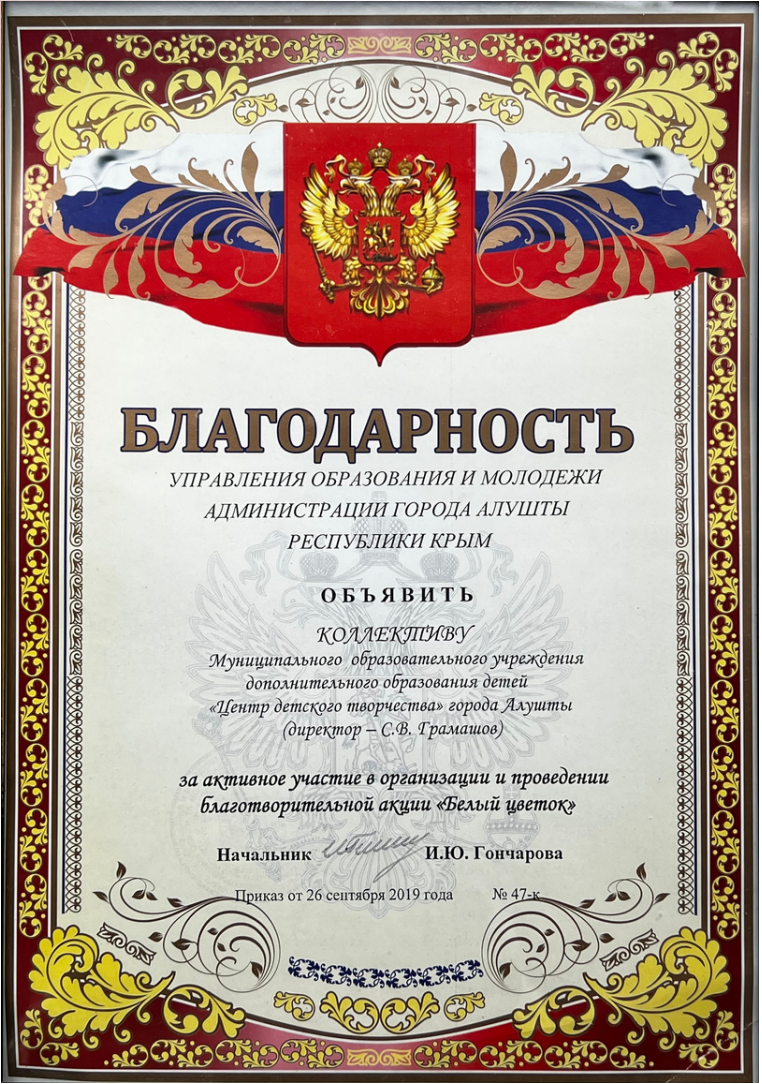 БЛАГОДАРНОСТЬ
УПРАВЛЕНИЯ ОБРАЗОВАНИЯ И МОЛОДЕЖИ
АДМИНИСТРАЦИИ ГОРОДА АЛУШТЫ
РЕСПУБЛИКИ КРЫМ
ОБЪЯВИТЬ
КОЛЛЕКТИВУ
Муниципального образовательного учреждения
дополнительного образования детей
«Центр детского творчества» города Алушты
(директор – С.В. Грамашов)
за активное участие в организации и проведении
благотворительной акции «Белый цветок»
Начальник И.Ю. Гончарова
Приказ от 26 сентября 2019 года № 47-к